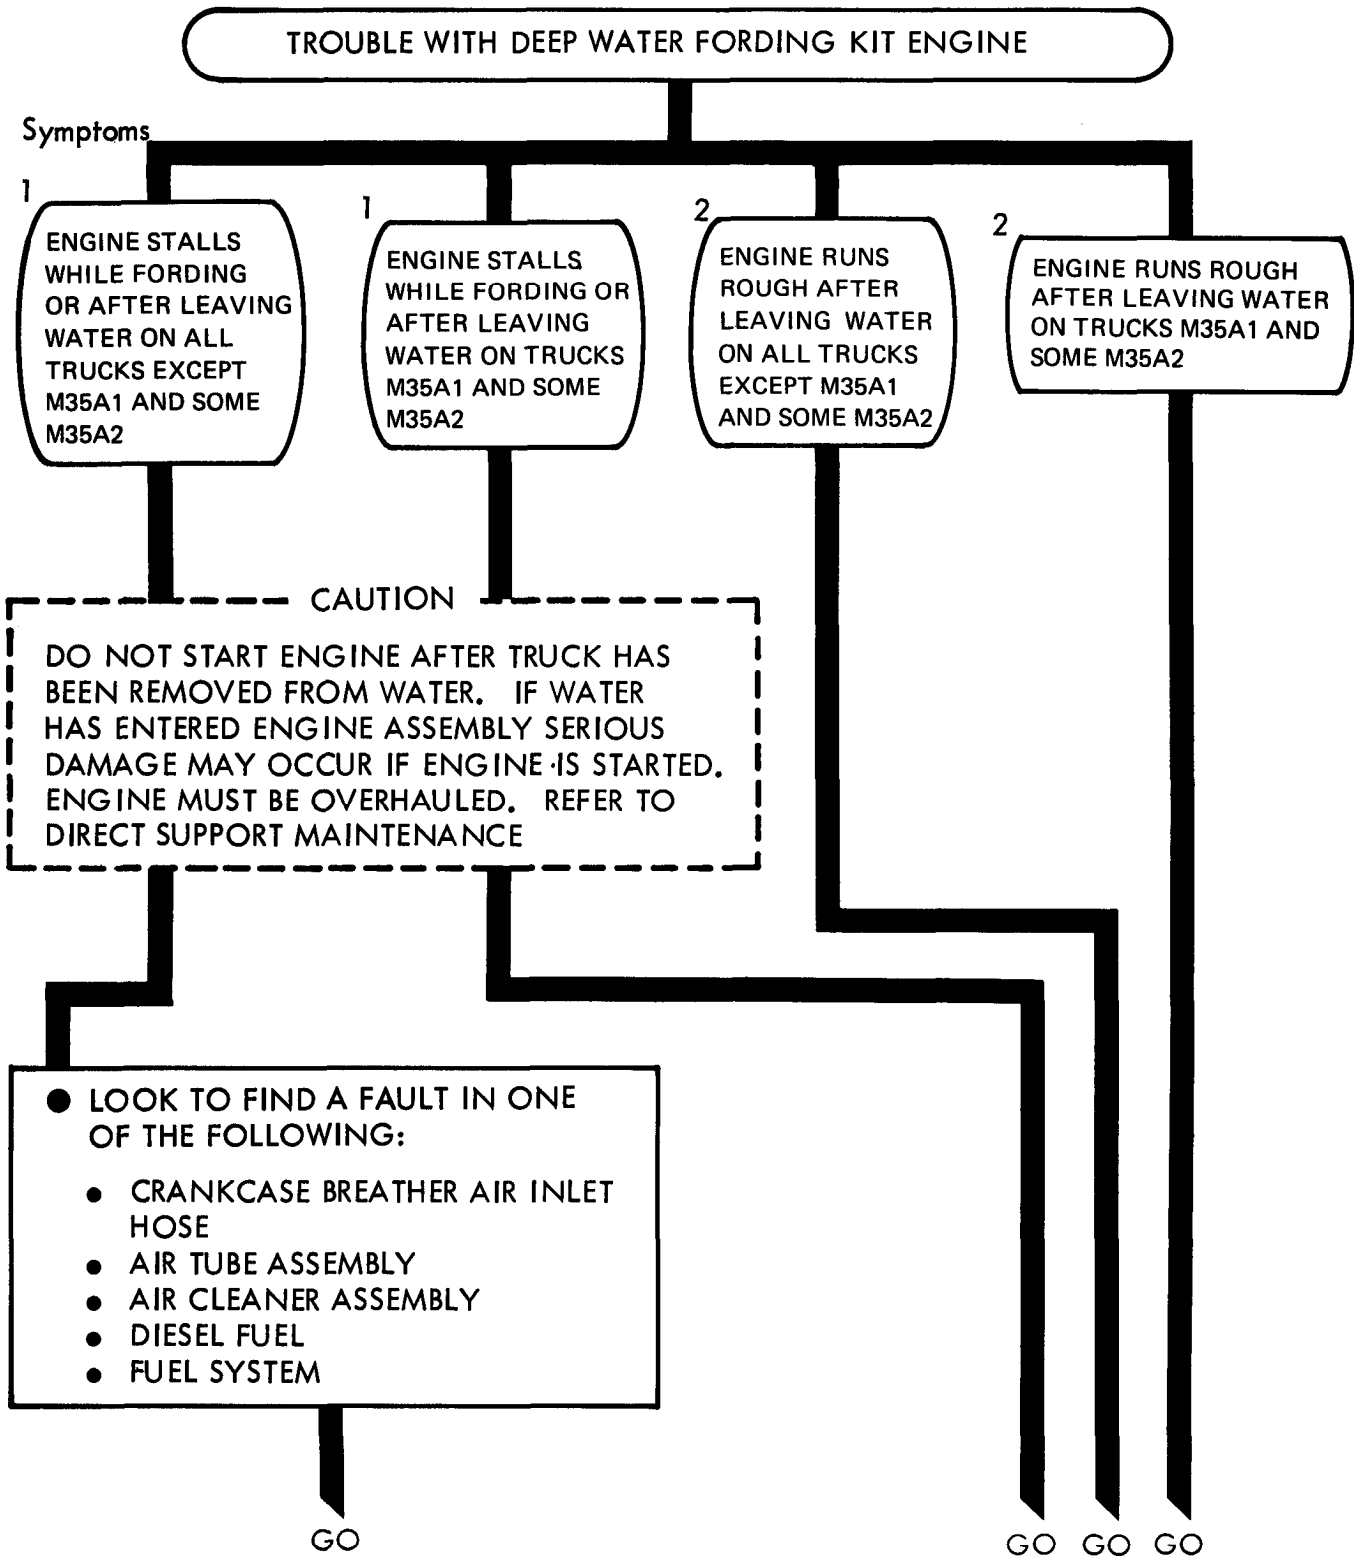 TROUBLE WITH DEEP WATER FORDING KIT ENGINE
Symptoms
1
ENGINE STALLS
WHILE FORDING
OR AFTER LEAVING
WATER ON ALL
TRUCKS EXCEPT
M35A1 AND SOME
M35A2
1
ENGINE STALLS
WHILE FORDING OR
AFTER LEAVING
WATER ON TRUCKS
M35A1 AND SOME
M35A2
2
ENGINE RUNS
ROUGH AFTER
LEAVING WATER
ON ALL TRUCKS
EXCEPT M35A1
AND SOME M35A2
2
ENGINE RUNS ROUGH
AFTER LEAVING WATER
ON TRUCKS M35A1 AND
SOME M35A2
CAUTION
DO NOT START ENGINE AFTER TRUCK HAS
BEEN REMOVED FROM WATER. IF WATER
HAS ENTERED ENGINE ASSEMBLY SERIOUS
DAMAGE MAY OCCUR IF ENGINE IS STARTED.
ENGINE MUST BE OVERHAULED. REFER TO
DIRECT SUPPORT MAINTENANCE
● LOOK TO FIND A FAULT IN ONE
OF THE FOLLOWING:
● CRANKCASE BREATHER AIR INLET
HOSE
● AIR TUBE ASSEMBLY
● AIR CLEANER ASSEMBLY
● DIESEL FUEL
● FUEL SYSTEM
GO
GO GO GO